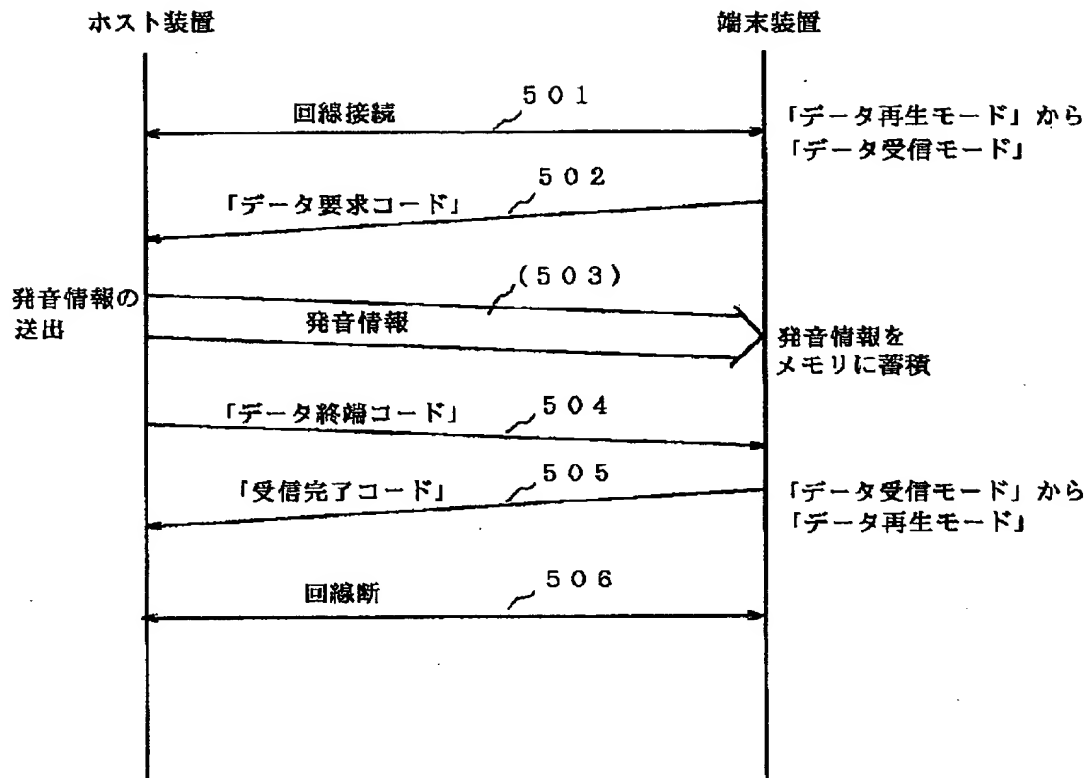 ホスト装置
端末装置
501
回線接続
「データ再生モード」から
「データ受信モード」
502
「データ要求コード」
(503)
発音情報の
送出
発音情報
発音情報を
メモリに蓄積
504
「データ終端コード」
505
「受信完了コード」
「データ受信モード」から
「データ再生モード」
506
回線断